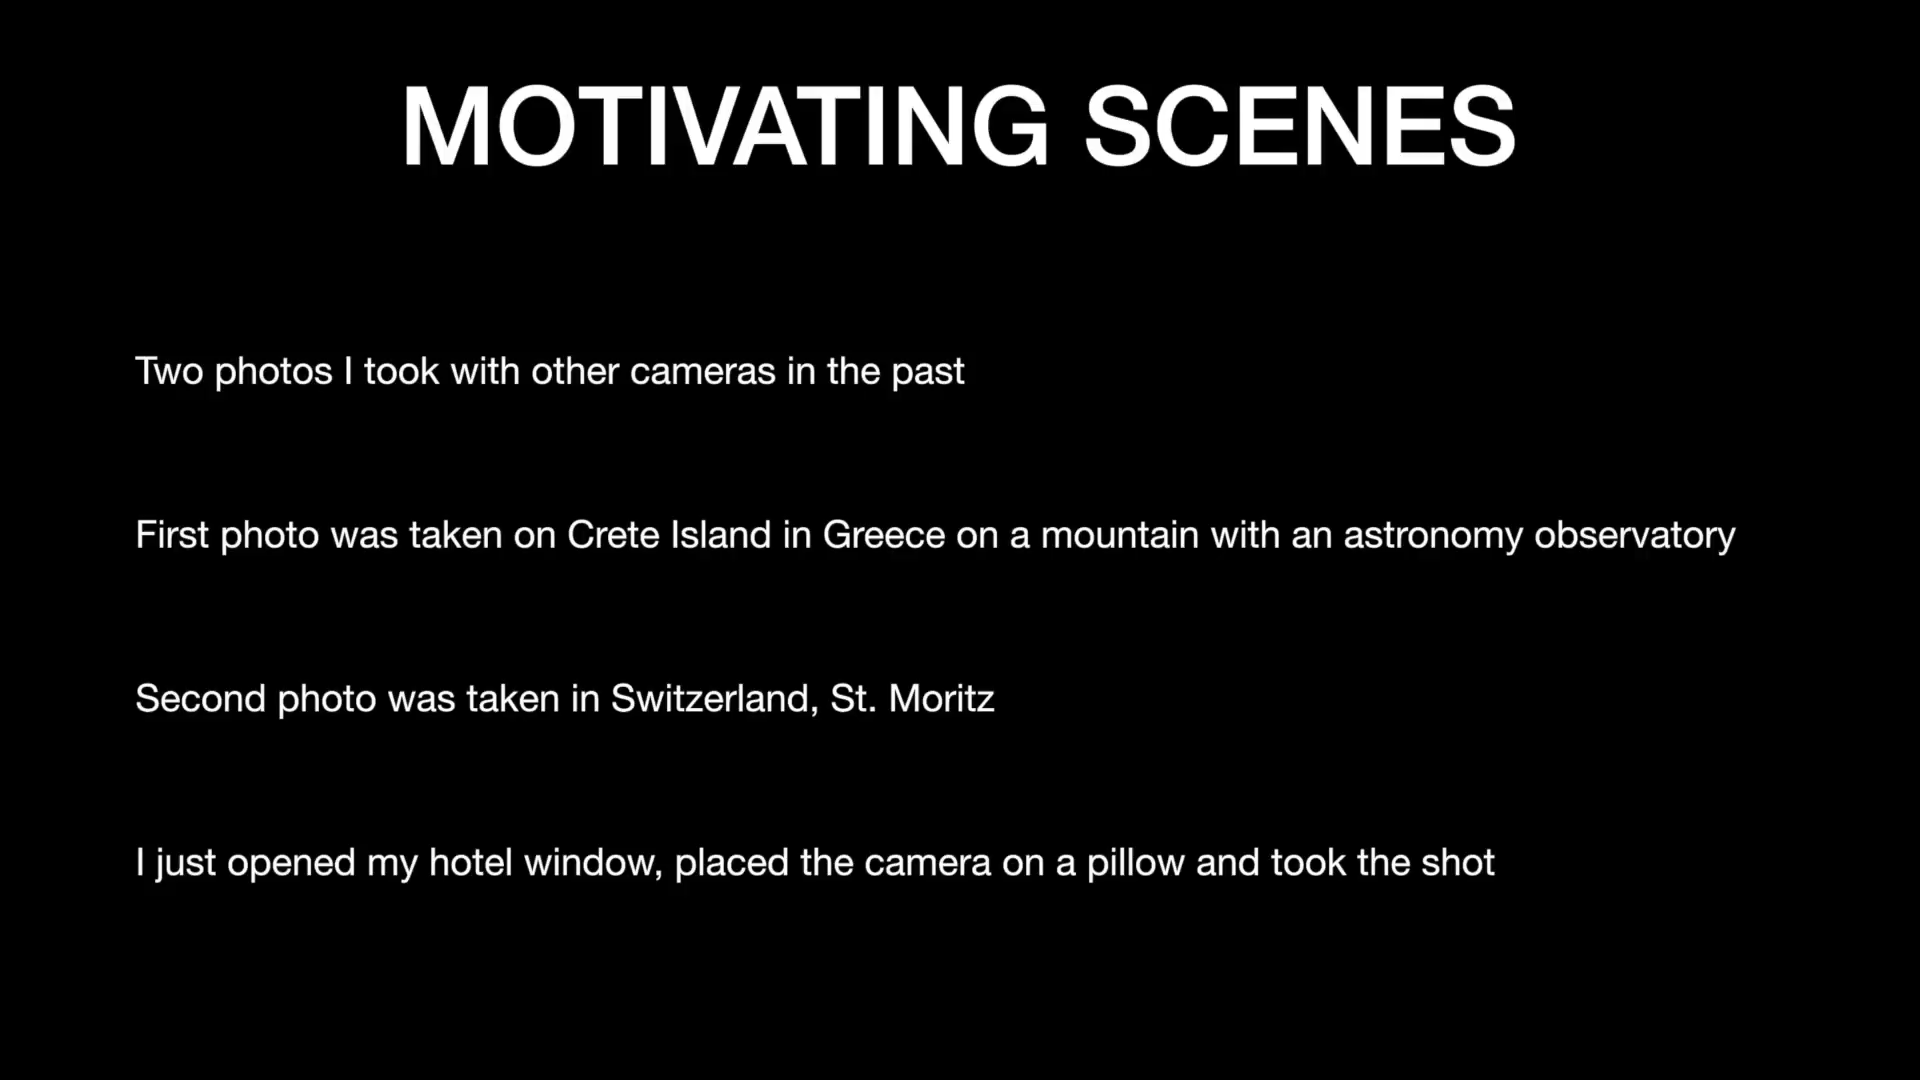 MOTIVATING SCENES
Two photos I took with other cameras in the past
First photo was taken on Crete Island in Greece on a mountain with an astronomy observatory
Second photo was taken in Switzerland, St. Moritz
I just opened my hotel window, placed the camera on a pillow and took the shot